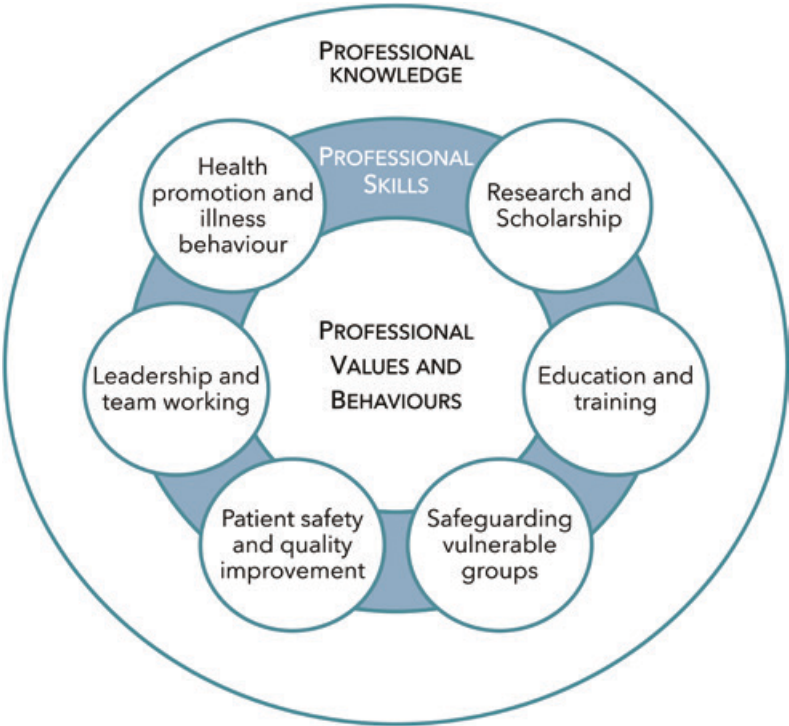 PROFESSIONAL
KNOWLEDGE
PROFESSIONAL
SKILLS
Health
promotion and
illness
behaviour
Research and
Scholarship
PROFESSIONAL
VALUES AND
BEHAVIOURS
Leadership and
team working
Education and
training
Patient safety
and quality
improvement
Safeguarding
vulnerable
groups